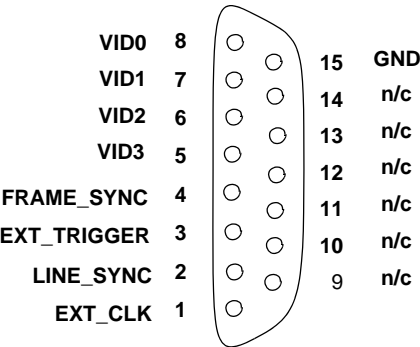 VID0 8
15 GND
VID1 7
14 n/c
VID2 6
13 n/c
VID3 5
12 n/c
FRAME_SYNC 4
11 n/c
EXT_TRIGGER 3
10 n/c
LINE_SYNC 2
9 n/c
EXT_CLK 1